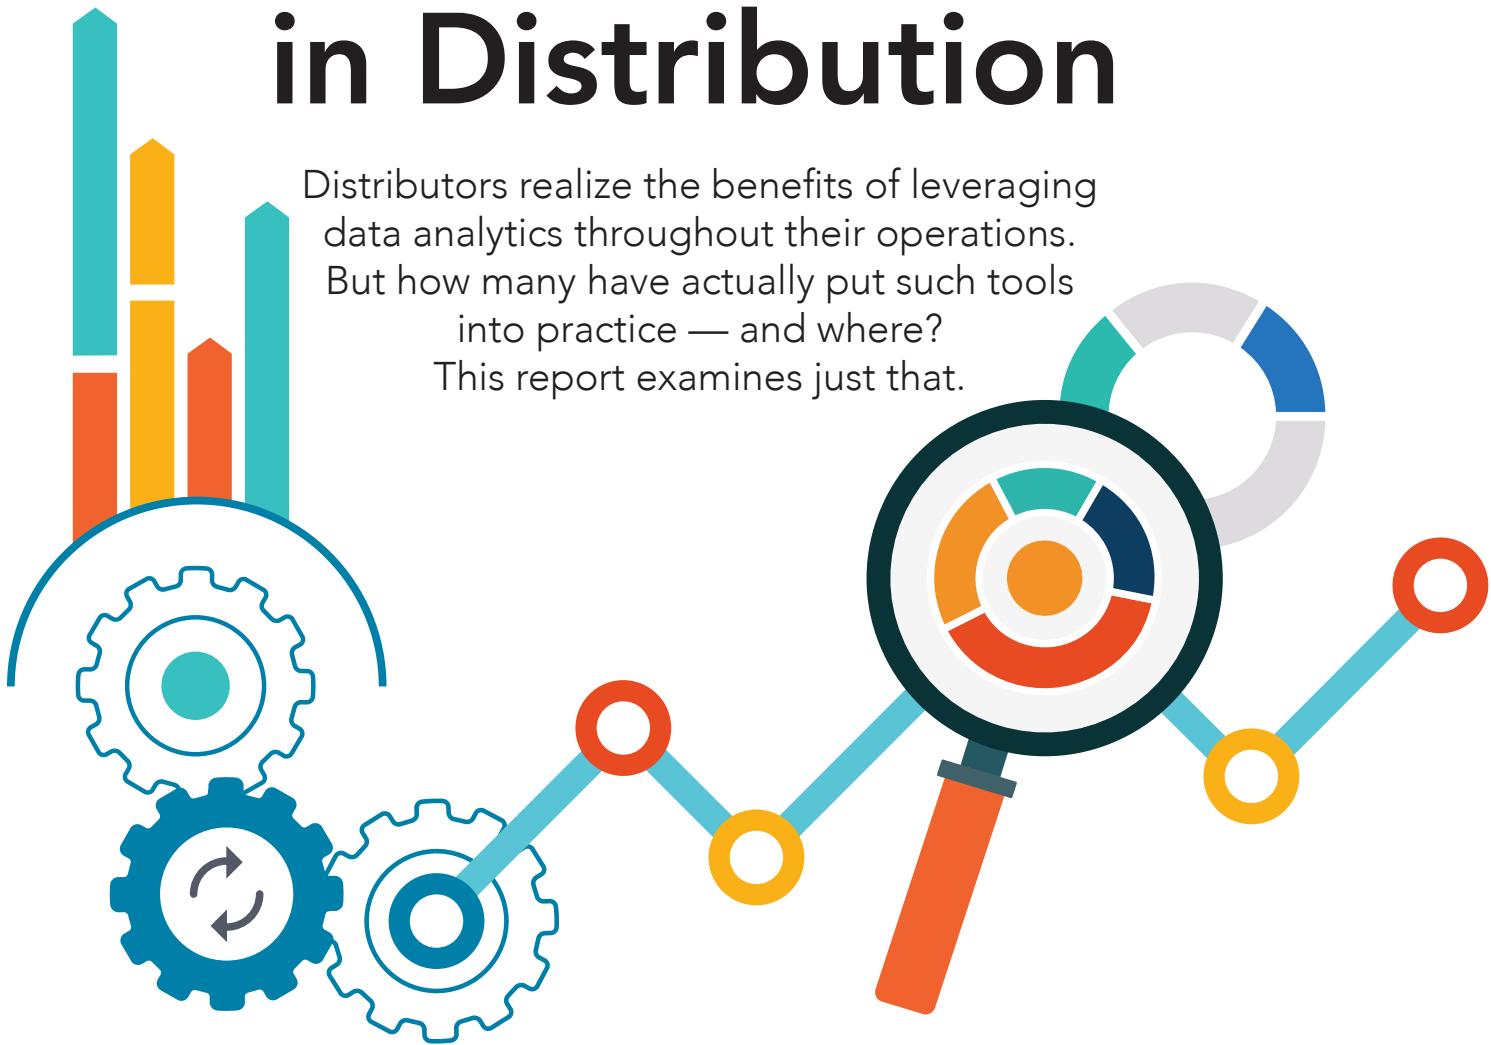 in Distribution
Distributors realize the benefits of leveraging
data analytics throughout their operations.
But how many have actually put such tools
into practice — and where?
This report examines just that.